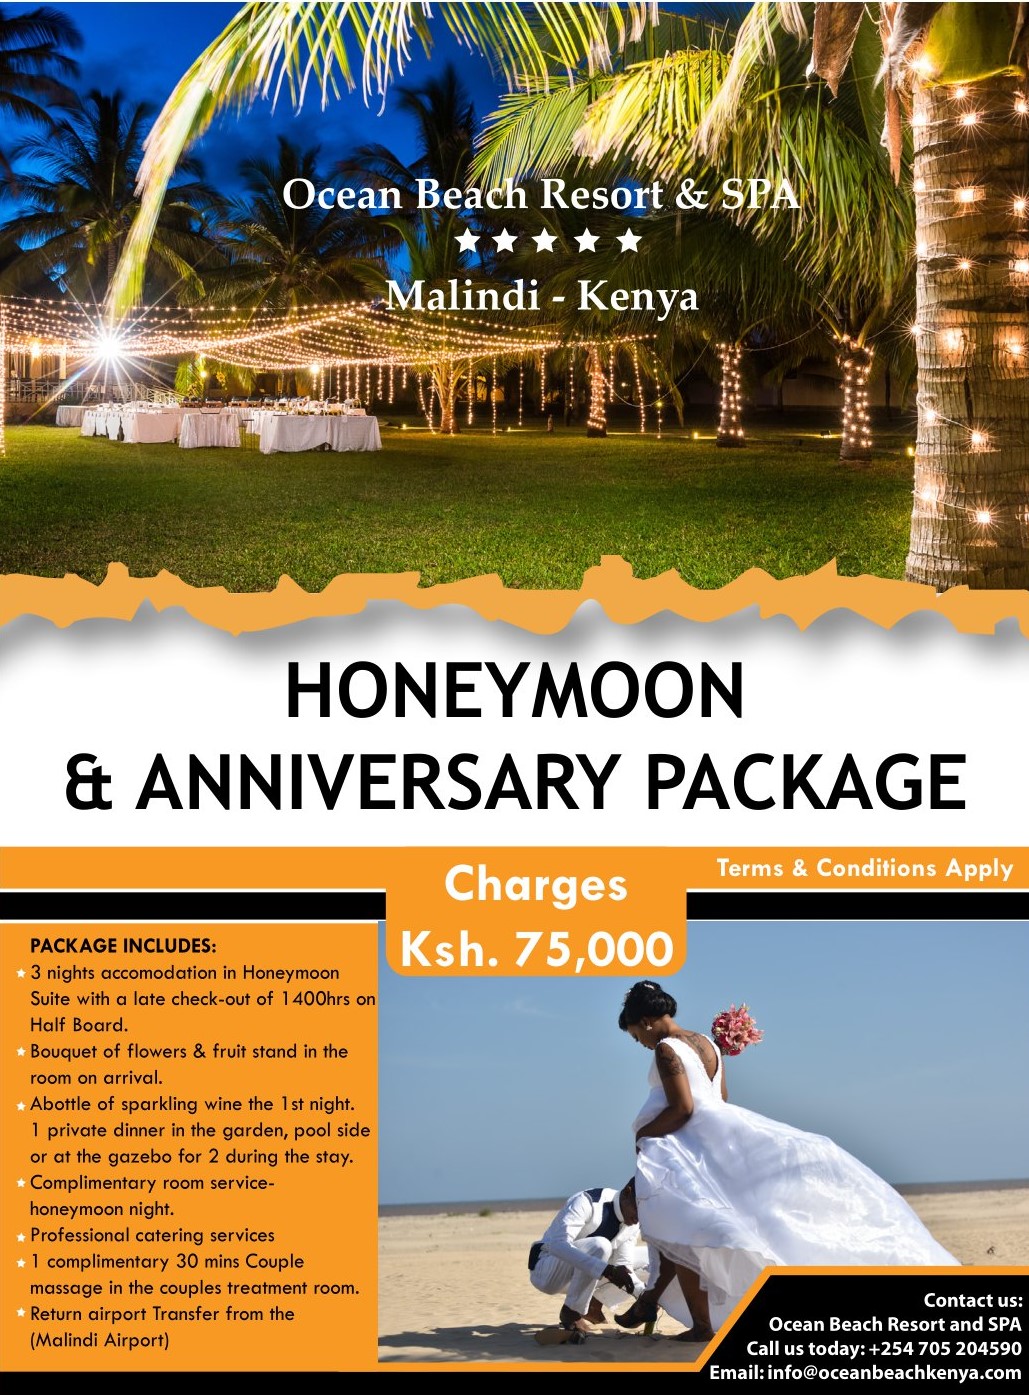 Ocean Beach Resort & SPA
Malindi - Kenya
HONEYMOON
& ANNIVERSARY PACKAGE
Terms & Conditions Apply
Charges
Ksh. 75,000
PACKAGE INCLUDES:
3 nights accomodation in Honeymoon
Suite with a late check-out of 1400hrs on
Half Board.
Bouquet of flowers & fruit stand in the
room on arrival.
Abottle of sparkling wine the 1st night.
1 private dinner in the garden, pool side
or at the gazebo for 2 during the stay.
Complimentary room service-
honeymoon night.
Professional catering services
1 complimentary 30 mins Couple
massage in the couples treatment room.
Return airport Transfer from the
(Malindi Airport)
Contact us:
Ocean Beach Resort and SPA
Call us today: +254 705 204590
Email: info@oceanbeachkenya.com